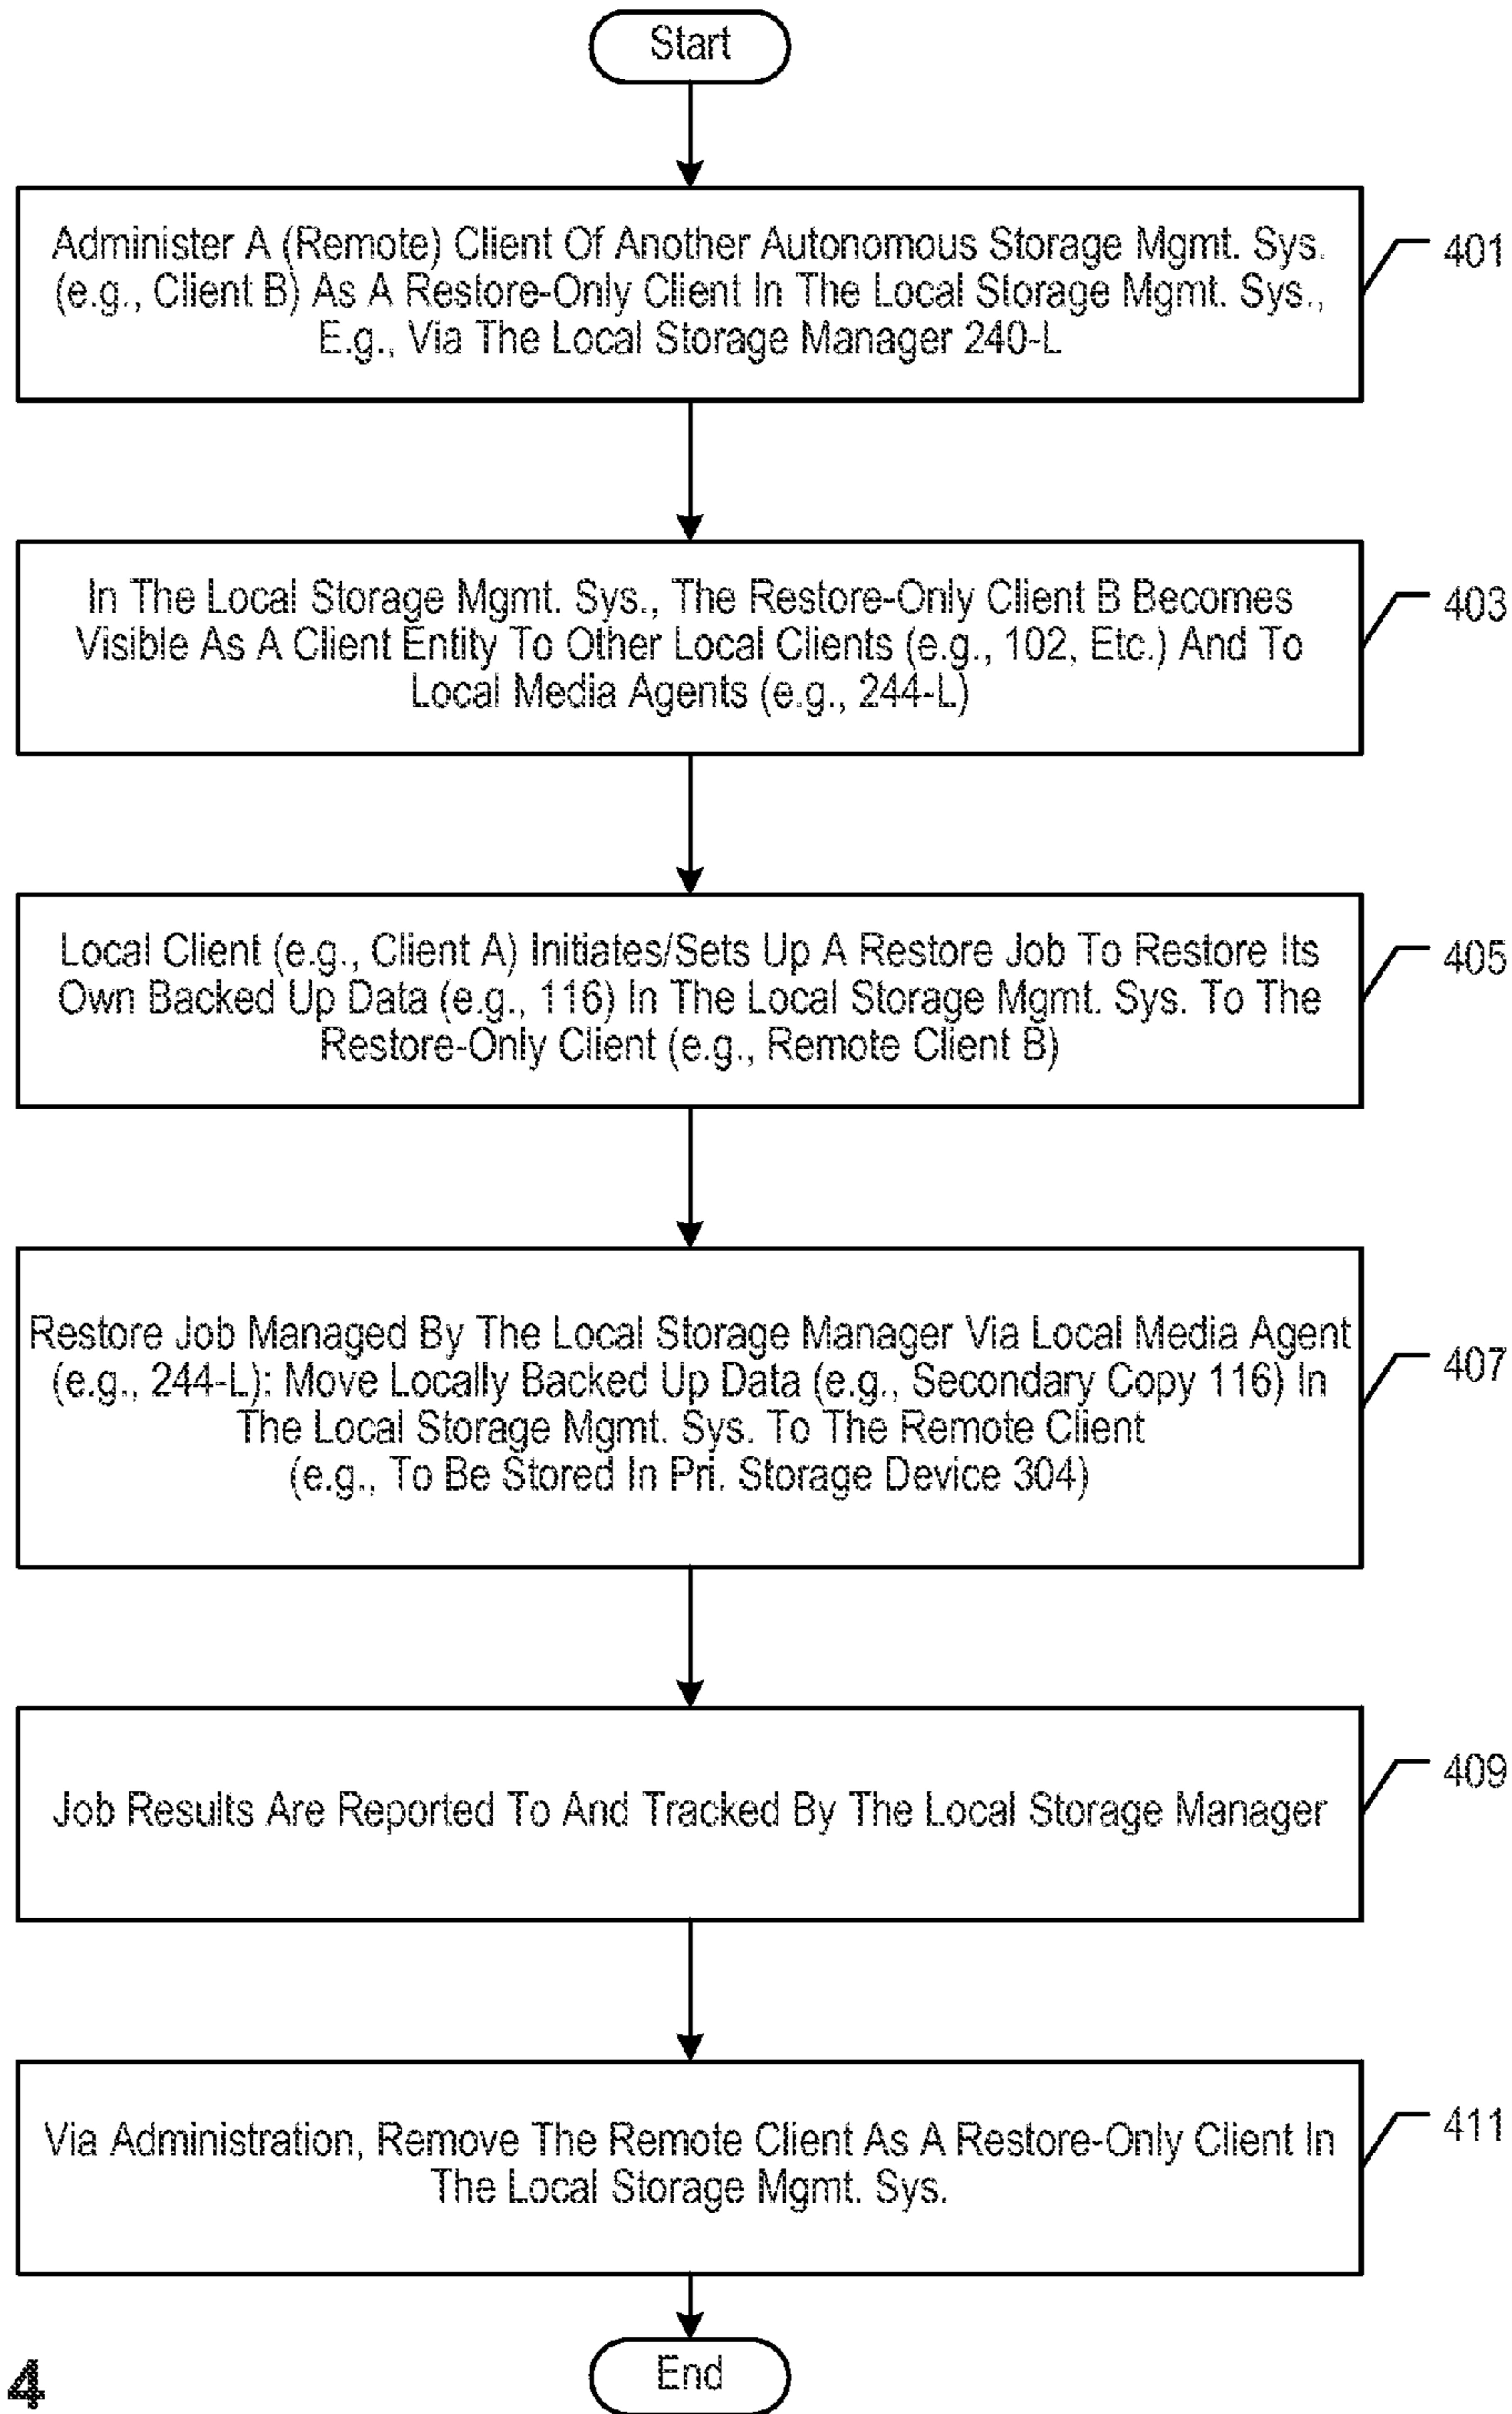 Start
Administer A (Remote) Client Of Another Autonomous Storage Mgmt. Sys.
(e.g., Client B) As A Restore-Only Client In The Local Storage Mgmt. Sys.,
E.g., Via The Local Storage Manager 240-L
401
In The Local Storage Mgmt. Sys., The Restore-Only Client B Becomes
Visible As A Client Entity To Other Local Clients (e.g., 102, Etc.) And To
Local Media Agents (e.g., 244-L)
403
Local Client (e.g., Client A) Initiates/Sets Up A Restore Job To Restore Its
Own Backed Up Data (e.g., 116) In The Local Storage Mgmt. Sys. To The
Restore-Only Client (e.g., Remote Client B)
405
Restore Job Managed By The Local Storage Manager Via Local Media Agent
(e.g., 244-L): Move Locally Backed Up Data (e.g., Secondary Copy 116) In
The Local Storage Mgmt. Sys. To The Remote Client
(e.g., To Be Stored In Pri. Storage Device 304)
407
Job Results Are Reported To And Tracked By The Local Storage Manager
409
Via Administration, Remove The Remote Client As A Restore-Only Client In
The Local Storage Mgmt. Sys.
411
End
4